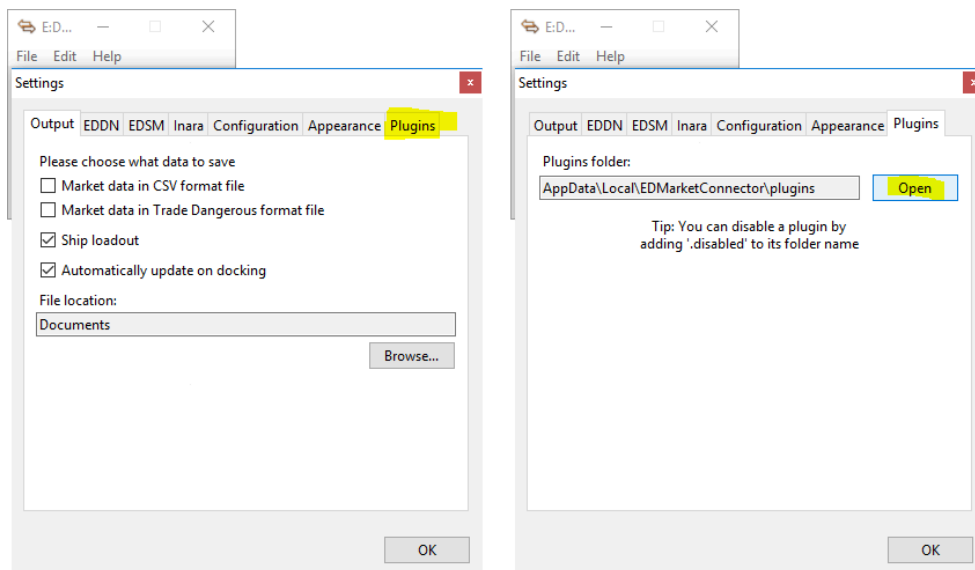 E:D...
File Edit Help
Settings
Output EDDN EDSM Inara Configuration Appearance Plugins
Please choose what data to save
Market data in CSV format file
Market data in Trade Dangerous format file
Ship loadout
Automatically update on docking
File location:
Documents
Browse...
OK
E:D...
File Edit Help
Settings
Output EDDN EDSM Inara Configuration Appearance Plugins
Plugins folder:
AppData\Local\EDMarketConnector\plugins
Open
Tip: You can disable a plugin by
adding '.disabled' to its folder name
OK